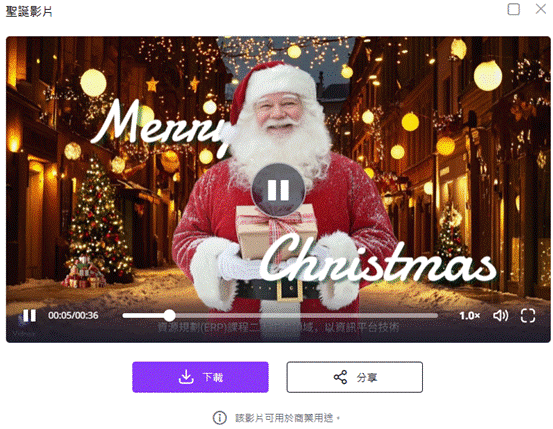 聖誕影片
Merry
Christmas
00:05/00:36
1.0×
資源規劃(ERP)課程二 領域，以資訊平台技術
下載
分享
該影片可用於商業用途。